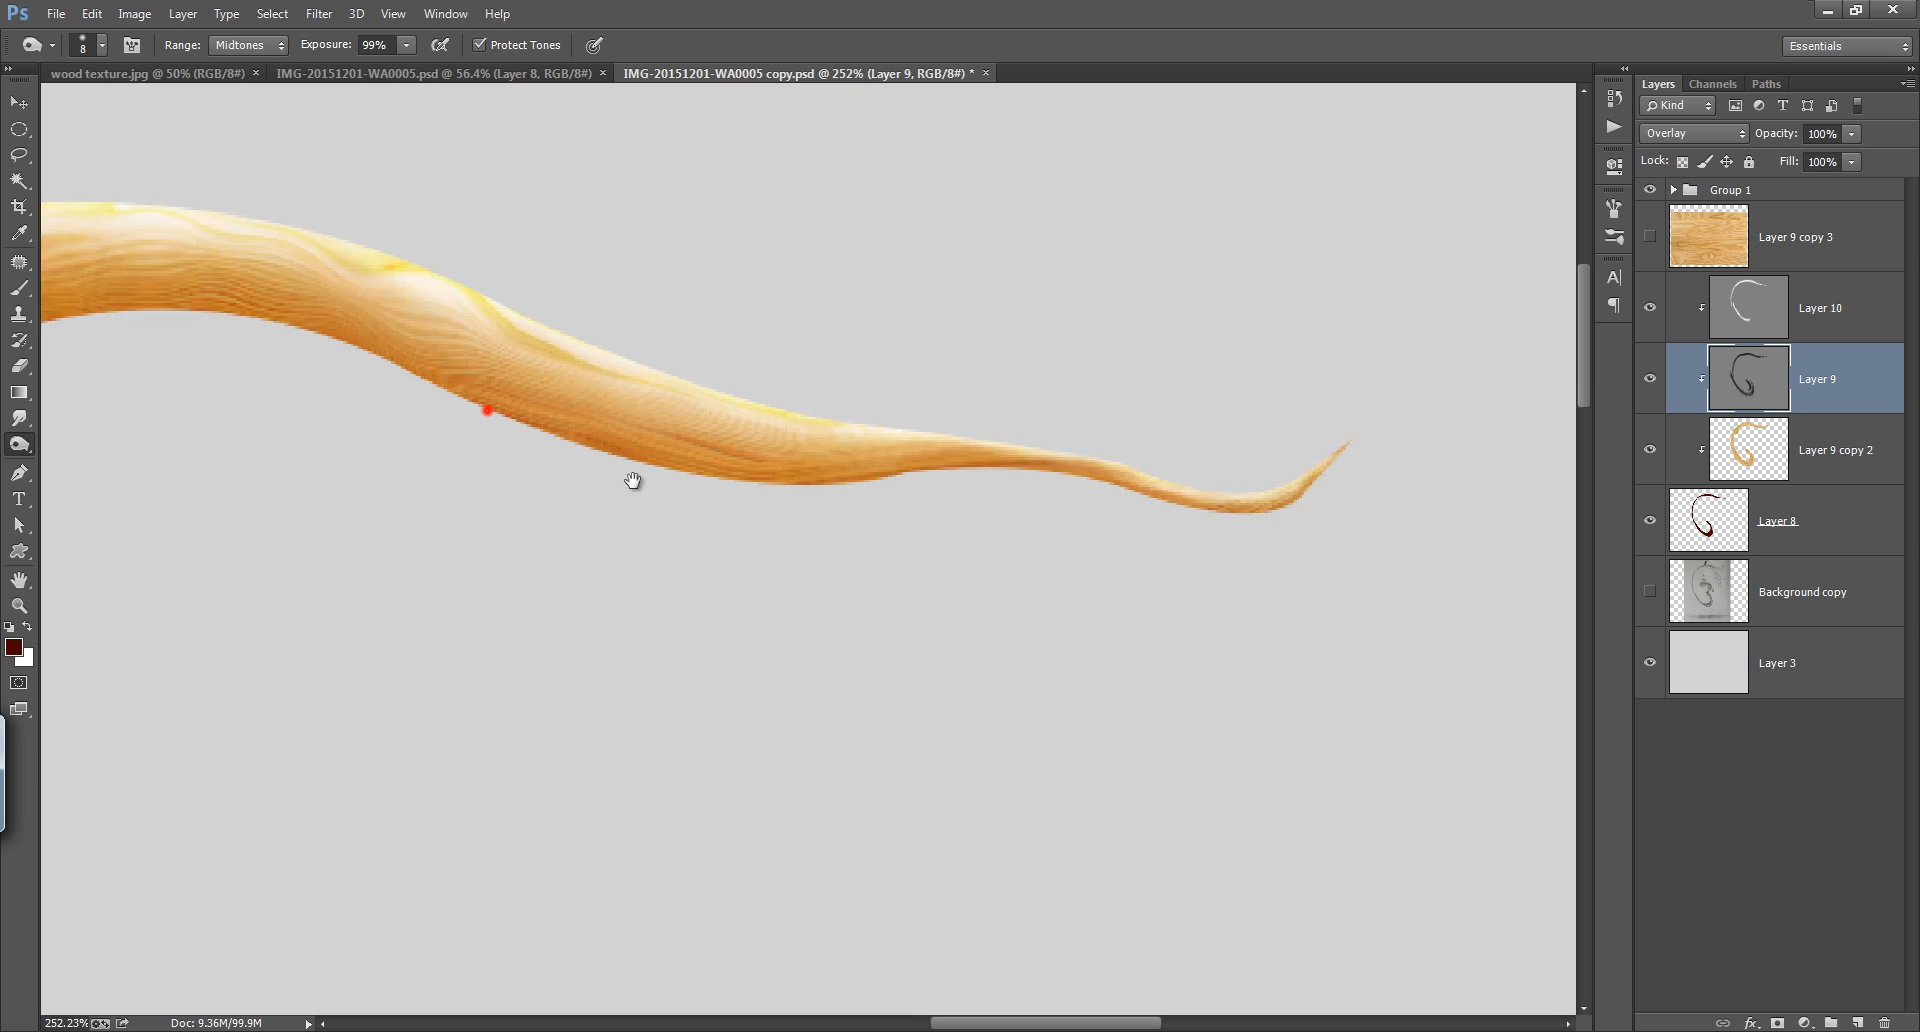 Ps File Edit Image Layer Type Select Filter 3D View Window Help
8 Range: Midtones Exposure: 99% Protect Tones Essentials
wood texture.jpg @ 50% (RGB/8#) × IMG-20151201-WA0005.psd @ 56.4% (Layer 8, RGB/8#) × IMG-20151201-WA0005 copy.psd @ 252% (Layer 9, RGB/8#) * ×
Layers Channels Paths
Kind
Overlay Opacity: 100%
Lock: Fill: 100%
Group 1
Layer 9 copy 3
Layer 10
Layer 9
Layer 9 copy 2
Layer 8
Background copy
Layer 3
252.23% Doc: 9.36M/99.9M